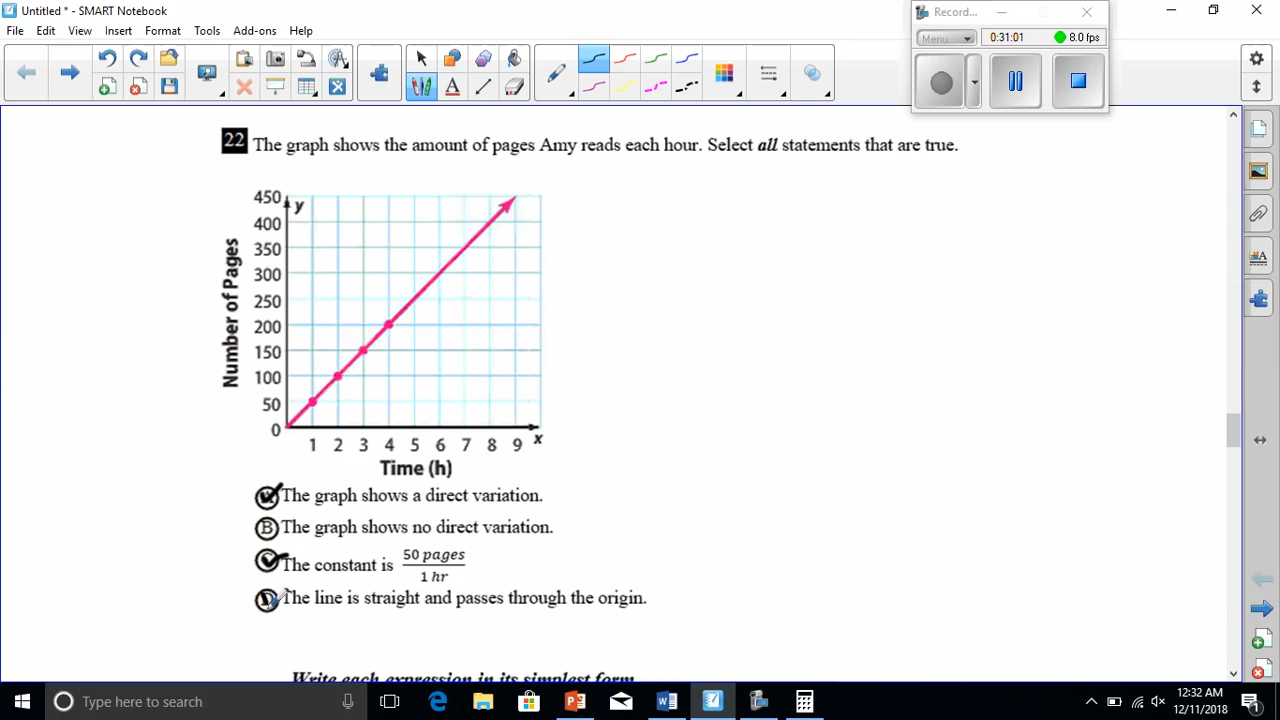 Untitled * - SMART Notebook
Record...
File Edit View Insert Format Tools Add-ons Help
Menu 0:31:01 8.0 fps
22 The graph shows the amount of pages Amy reads each hour. Select all statements that are true.
450
y
400
350
300
250
200
150
100
50
0
Number of Pages
1 2 3 4 5 6 7 8 9 x
Time (h)
The graph shows a direct variation.
B The graph shows no direct variation.
The constant is 50 pages / 1 hr
The line is straight and passes through the origin.
Write each expression in its simplest form
Type here to search
12:32 AM
12/11/2018